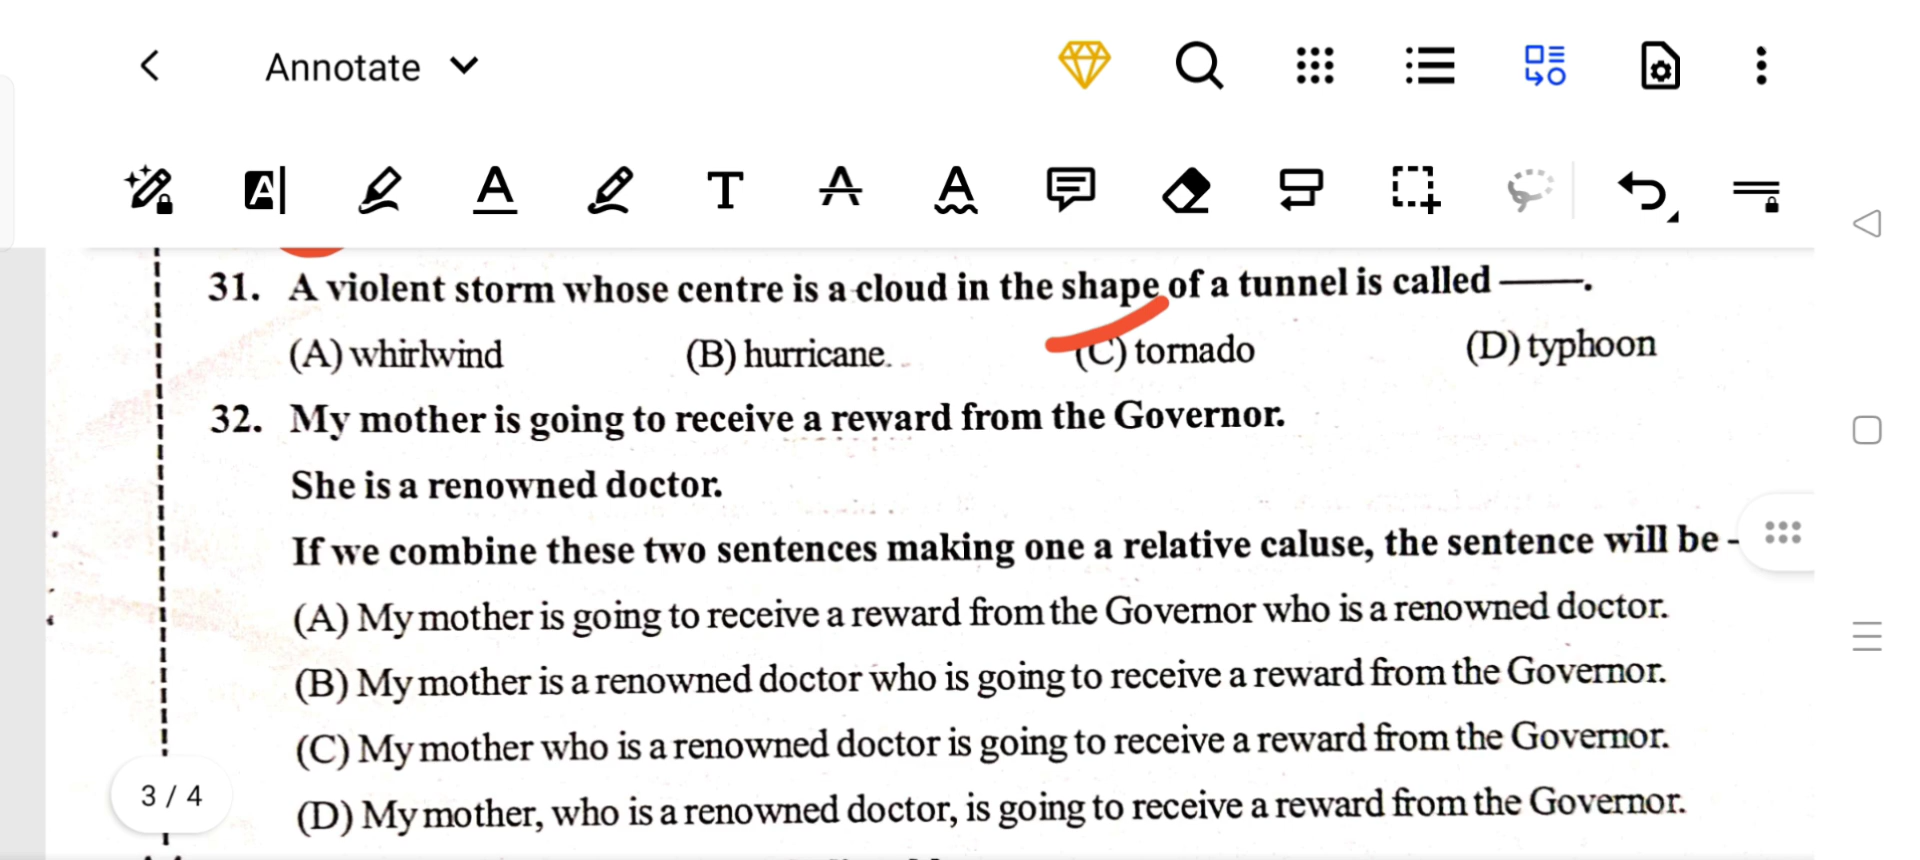 Annotate
31. A violent storm whose centre is a cloud in the shape of a tunnel is called ——.
(A) whirlwind (B) hurricane. (C) tornado (D) typhoon
32. My mother is going to receive a reward from the Governor.
She is a renowned doctor.
If we combine these two sentences making one a relative caluse, the sentence will be -
(A) My mother is going to receive a reward from the Governor who is a renowned doctor.
(B) My mother is a renowned doctor who is going to receive a reward from the Governor.
(C) My mother who is a renowned doctor is going to receive a reward from the Governor.
3 / 4
(D) My mother, who is a renowned doctor, is going to receive a reward from the Governor.